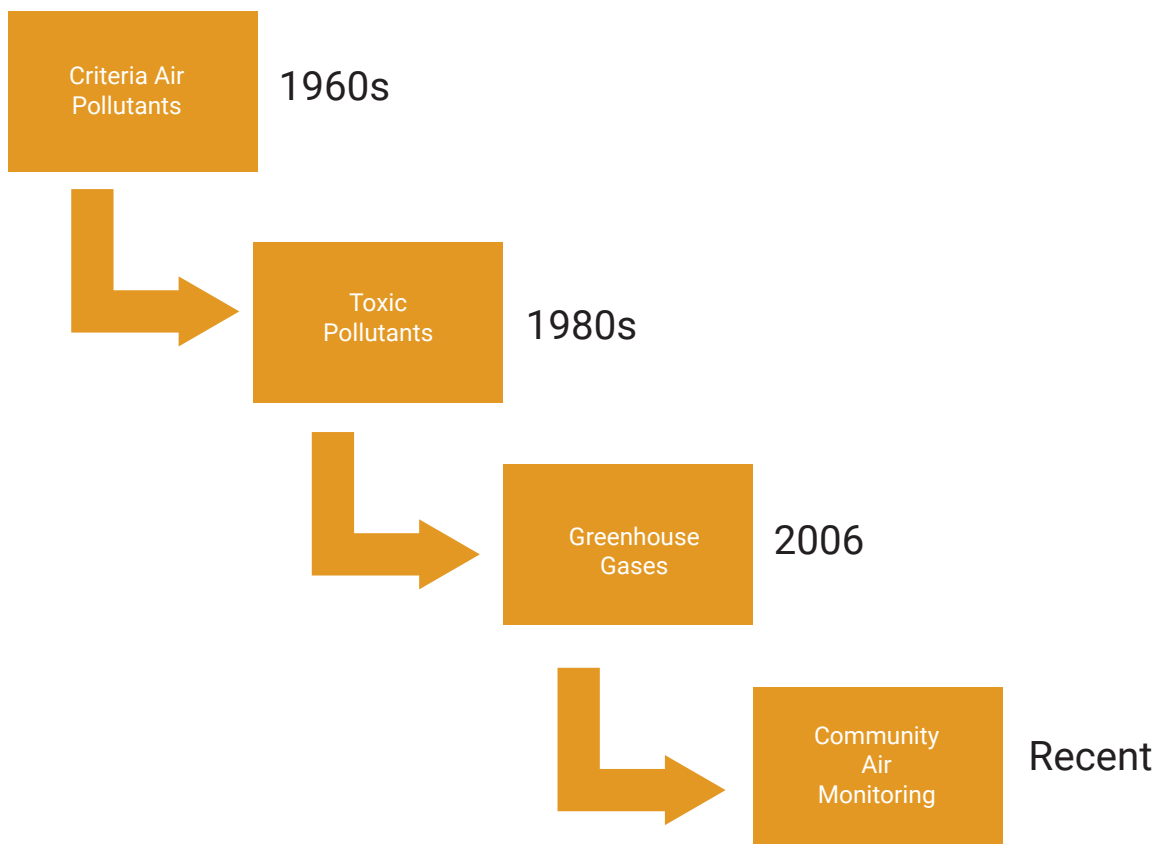 Criteria Air
Pollutants
1960s
Toxic
Pollutants
1980s
Greenhouse
Gases
2006
Community
Air
Monitoring
Recent